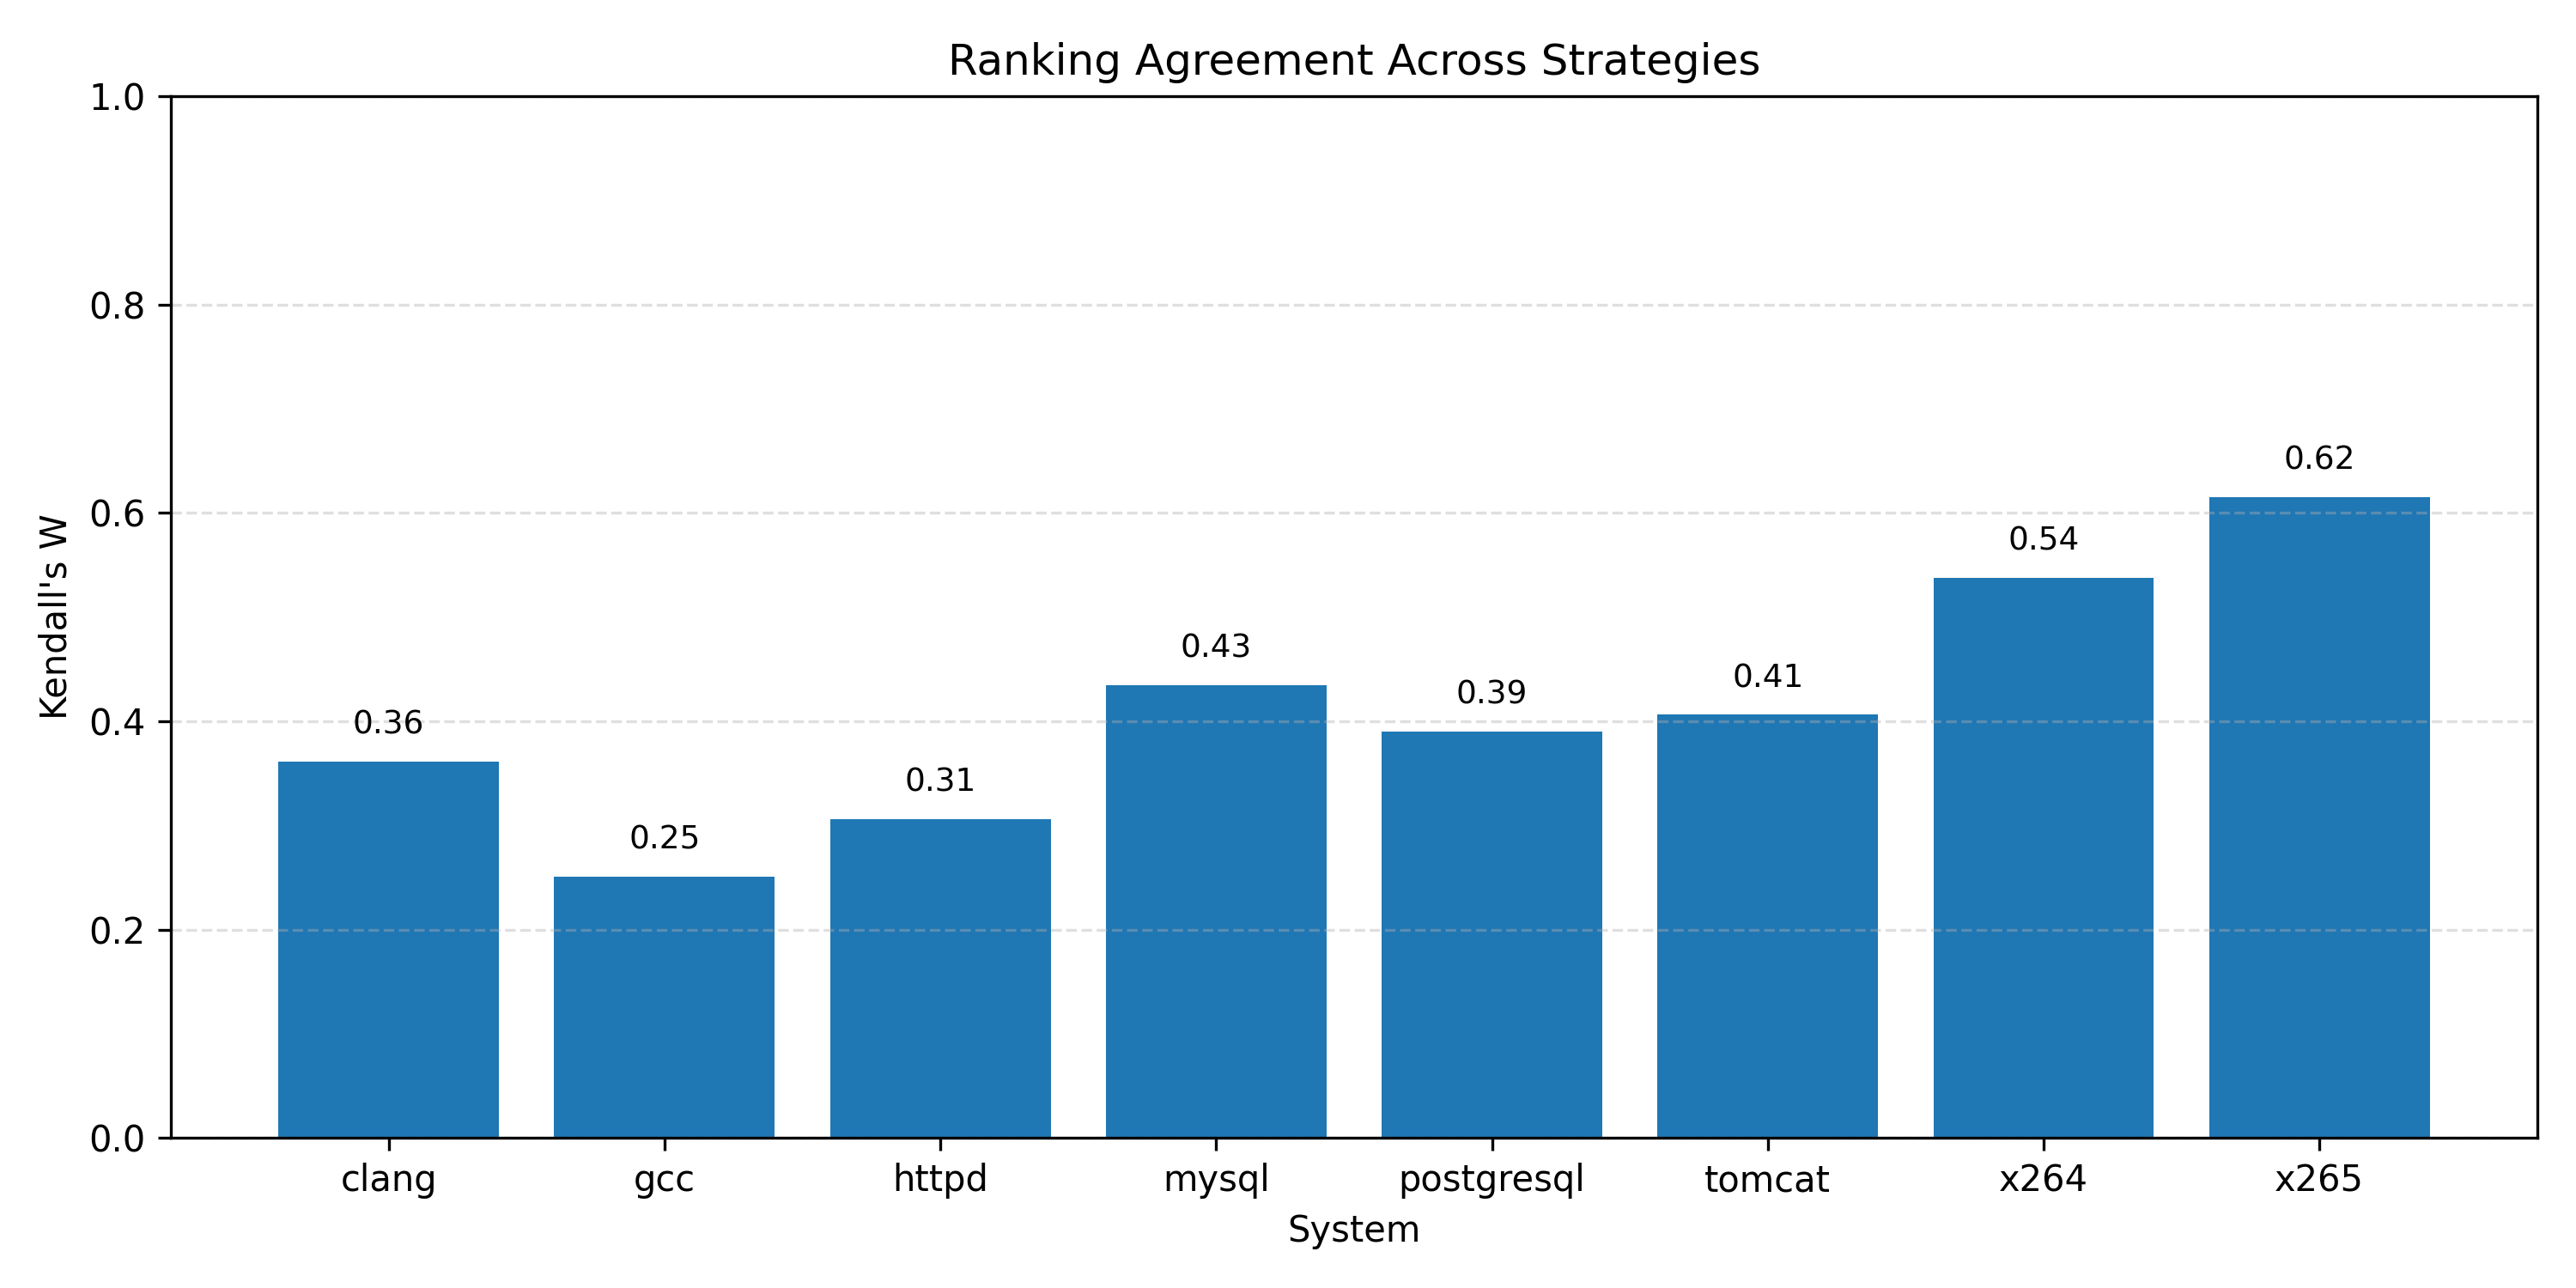 Ranking Agreement Across Strategies
1.0
0.8
0.6
0.4
0.2
0.0
Kendall's W
0.36
0.25
0.31
0.43
0.39
0.41
0.54
0.62
clang
gcc
httpd
mysql
postgresql
tomcat
x264
x265
System